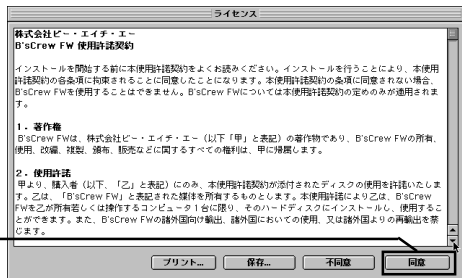 ライセンス
株式会社ビー・エイチ・エー
B'sCrew FW 使用許諾契約
インストールを開始する前に本使用許諾契約をよくお読みください。インストールを行うことにより、本使用
許諾契約の各条項に拘束されることに同意したことになります。本使用許諾契約の条項に同意されない場合、
B'sCrew FWを使用することはできません。B'sCrew FWについては本使用許諾契約の定めのみが適用されま
す。
1．著作権
B'sCrew FWは、株式会社ビー・エイチ・エー（以下「甲」と表記）の著作物であり、B'sCrew FWの所有、
使用、改編、複製、頒布、販売などに関するすべての権利は、甲に帰属します。
2．使用許諾
甲より、購入者（以下、「乙」と表記）にのみ、本使用許諾契約が添付されたディスクの使用を許諾いたしま
す。乙は、「B'sCrew FW」と表記された媒体を所有するものとします。本使用許諾により乙は、B'sCrew
FWを乙が所有若しくは操作するコンピュータ１台に限り、そのハードディスクにインストールし、使用するこ
とができます。また、B'sCrew FWの諸外国向け輸出、諸外国においての使用、又は諸外国よりの再輸出を禁
じます。
プリント... 保存... 不同意 同意